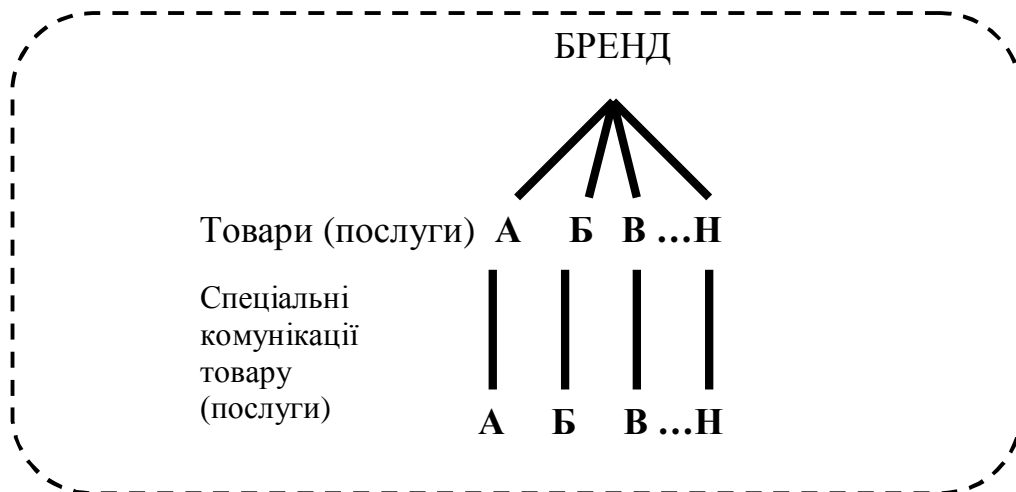 БРЕНД
Товари (послуги) А Б В ...Н
Спеціальні
комунікації
товару
(послуги)
А Б В ...Н